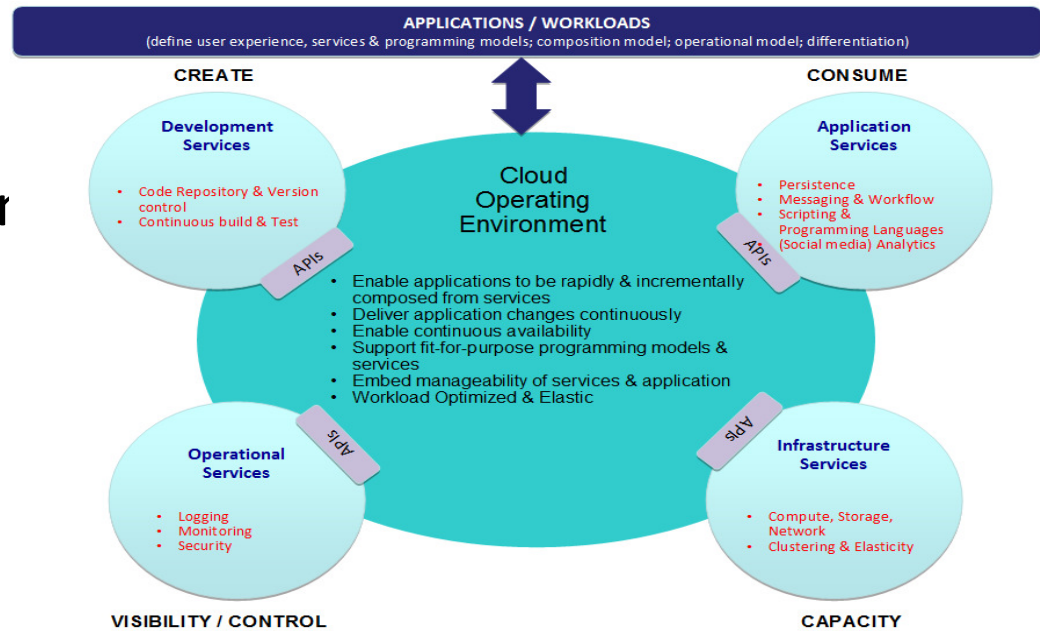 APPLICATIONS / WORKLOADS
(define user experience, services & programming models; composition model; operational model; differentiation)
CREATE
CONSUME
Development
Services
• Code Repository & Version
control
• Continuous build & Test
APIs
Application
Services
• Persistence
• Messaging & Workflow
• Scripting &
Programming Languages
• (Social media) Analytics
APIs
Cloud
Operating
Environment
• Enable applications to be rapidly & incrementally
composed from services
• Deliver application changes continuously
• Enable continuous availability
• Support fit-for-purpose programming models &
services
• Embed manageability of services & application
• Workload Optimized & Elastic
Operational
Services
• Logging
• Monitoring
• Security
APIs
Infrastructure
Services
• Compute, Storage,
Network
• Clustering & Elasticity
APIs
VISIBILITY / CONTROL
CAPACITY